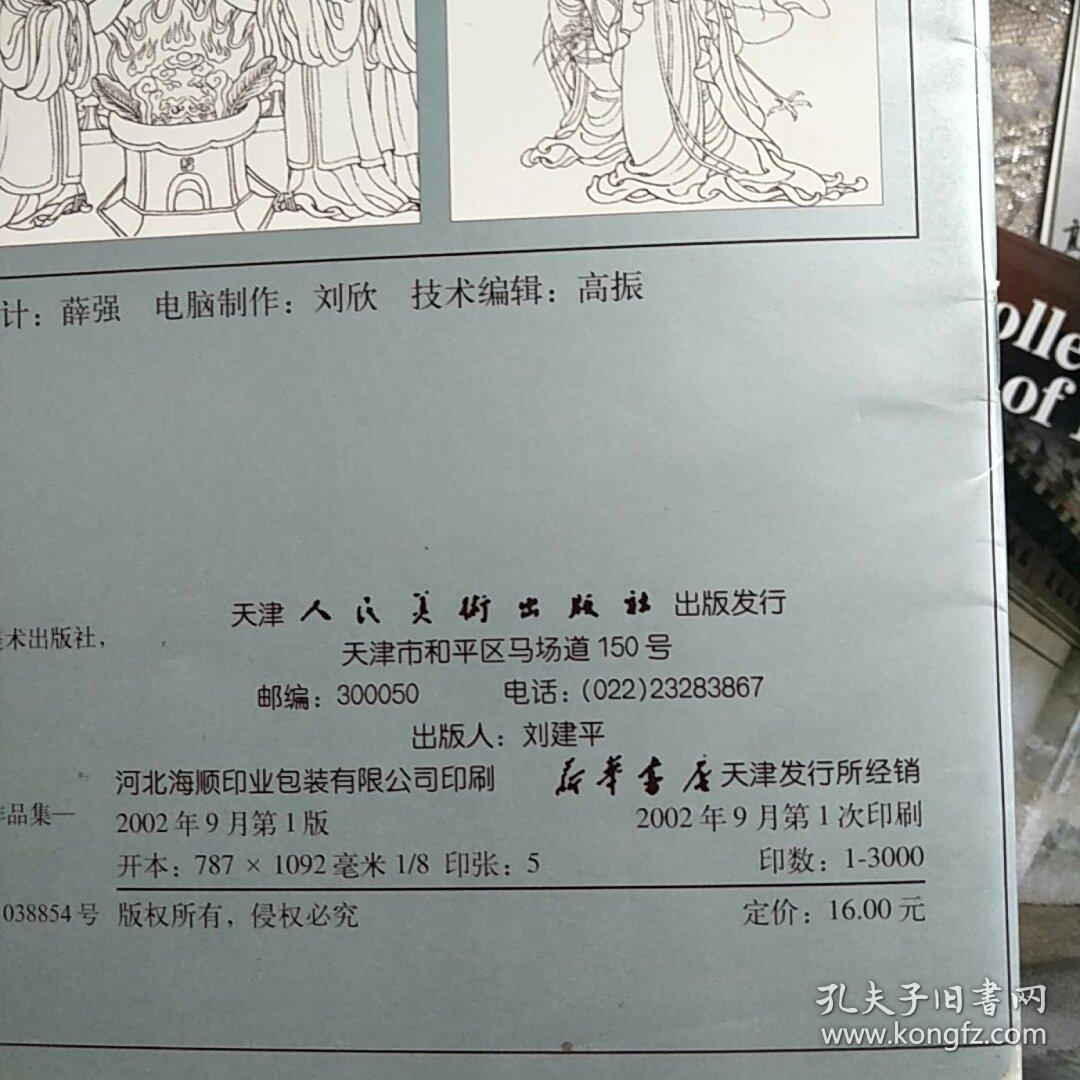 计：薛强 电脑制作：刘欣 技术编辑：高振
天津 人民美術出版社 出版发行
术出版社，
天津市和平区马场道150号
邮编：300050 电话：(022)23283867
出版人：刘建平
河北海顺印业包装有限公司印刷 新华书店天津发行所经销
作品集—
2002年9月第1版 2002年9月第1次印刷
开本：787 × 1092毫米 1/8 印张：5 印数：1-3000
038854号 版权所有，侵权必究 定价：16.00元
olle
of
孔夫子旧书网
www.kongfz.com